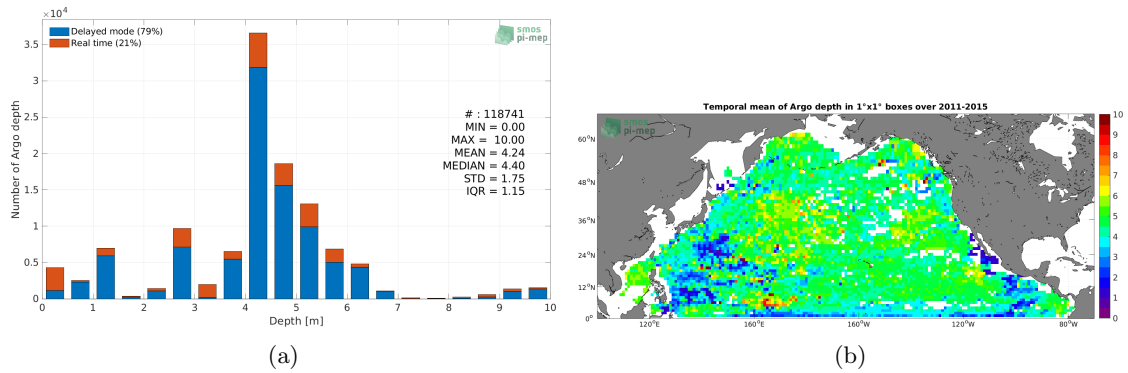 ×10⁴
Delayed mode (79%)
Real time (21%)
smos
pi-mep
3.5
3
2.5
2
1.5
1
0.5
0
Number of Argo depth
# : 118741
MIN = 0.00
MAX = 10.00
MEAN = 4.24
MEDIAN = 4.40
STD = 1.75
IQR = 1.15
0 1 2 3 4 5 6 7 8 9 10
Depth [m]
(a)
Temporal mean of Argo depth in 1°x1° boxes over 2011-2015
smos
pi-mep
60°N
48°N
36°N
24°N
12°N
0°
120°E 160°E 160°W 120°W 80°W
10
9
8
7
6
5
4
3
2
1
0
(b)